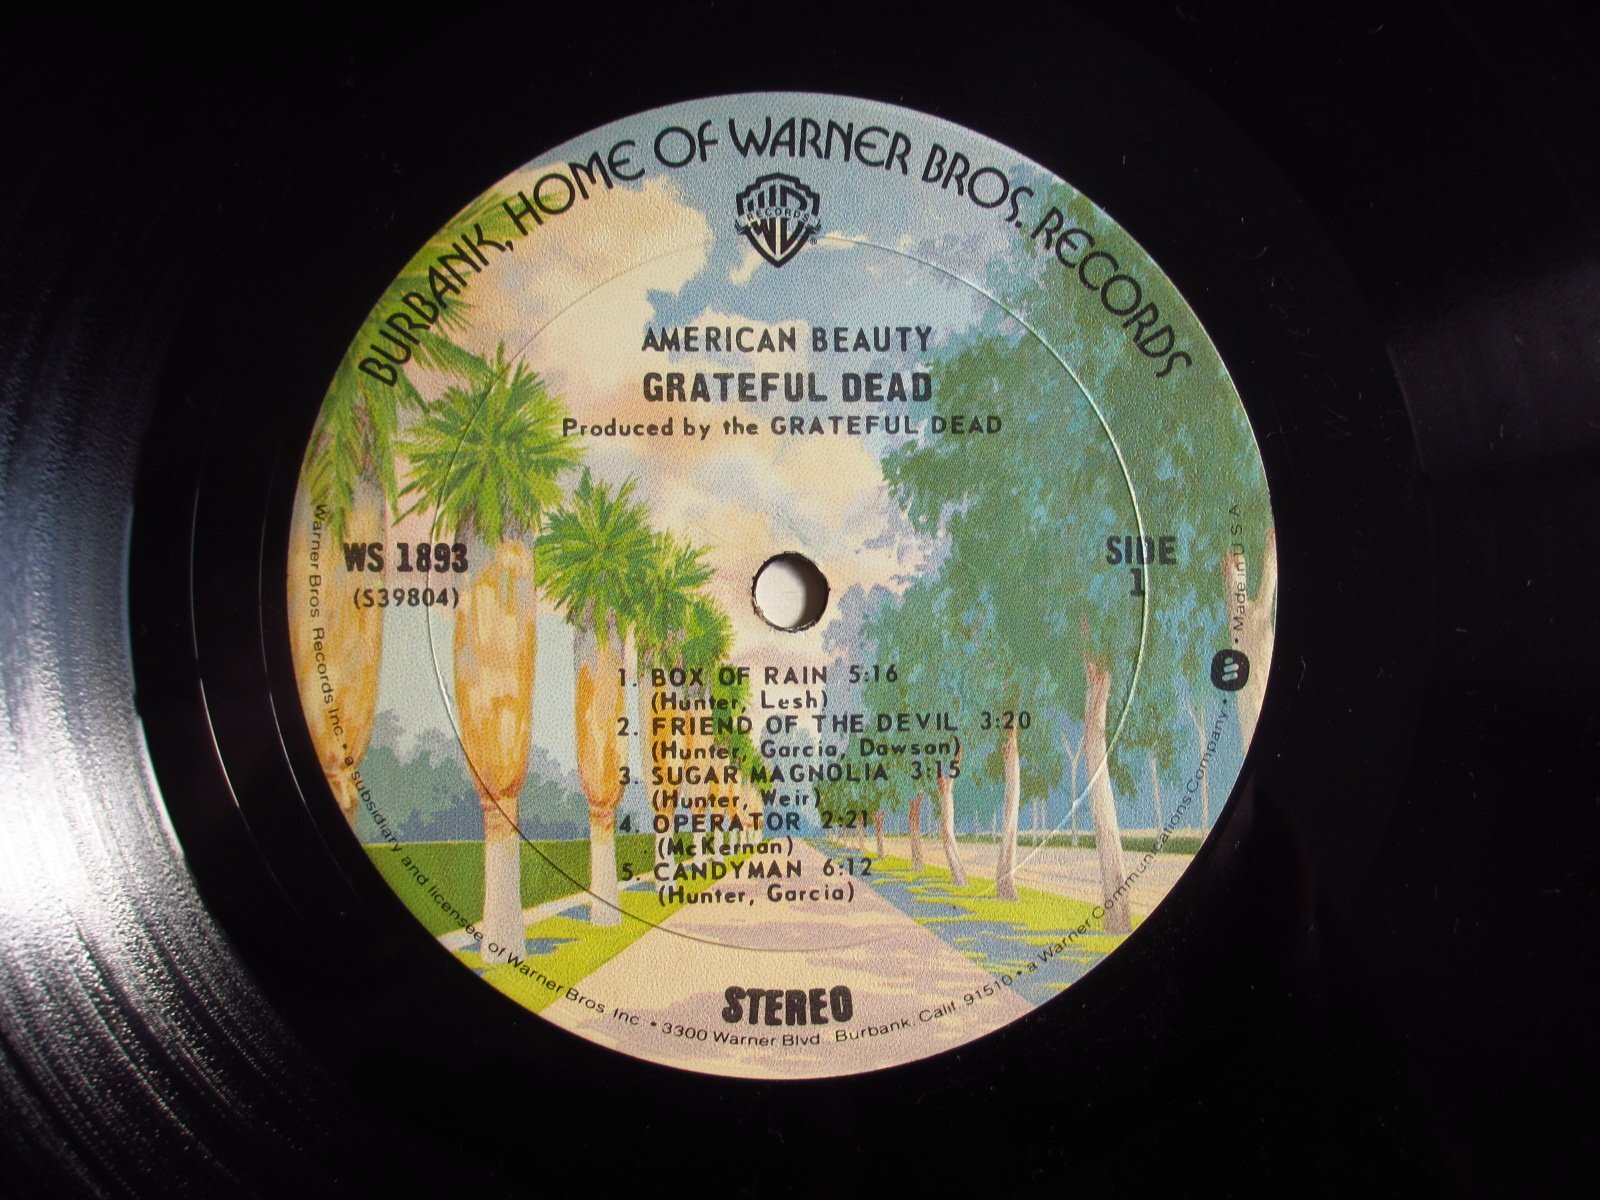 BURBANK, HOME OF WARNER BROS. RECORDS
RECORDS
AMERICAN BEAUTY
GRATEFUL DEAD
Produced by the GRATEFUL DEAD
WS 1893
(S39804)
SIDE
1
1. BOX OF RAIN 5:16
(Hunter, Lesh)
2. FRIEND OF THE DEVIL 3:20
(Hunter, Garcia, Dawson)
3. SUGAR MAGNOLIA 3:15
(Hunter, Weir)
4. OPERATOR 2:21
(McKernan)
5. CANDYMAN 6:12
(Hunter, Garcia)
STEREO
Warner Bros. Records Inc. • a subsidiary and licensee of Warner Bros. Inc. • 3300 Warner Blvd., Burbank, Calif. 91510 • a Warner Communications Company • Made in U.S.A.